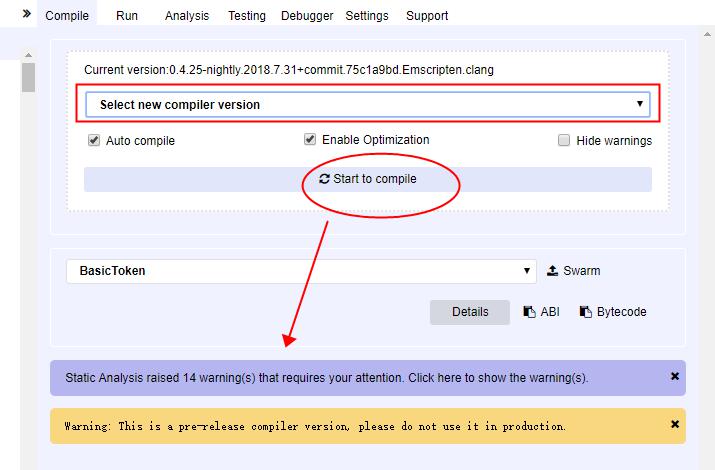 Compile Run Analysis Testing Debugger Settings Support
Current version:0.4.25-nightly.2018.7.31+commit.75c1a9bd.Emscripten.clang
Select new compiler version
Auto compile Enable Optimization Hide warnings
Start to compile
BasicToken Swarm
Details ABI Bytecode
Static Analysis raised 14 warning(s) that requires your attention. Click here to show the warning(s).
Warning: This is a pre-release compiler version, please do not use it in production.